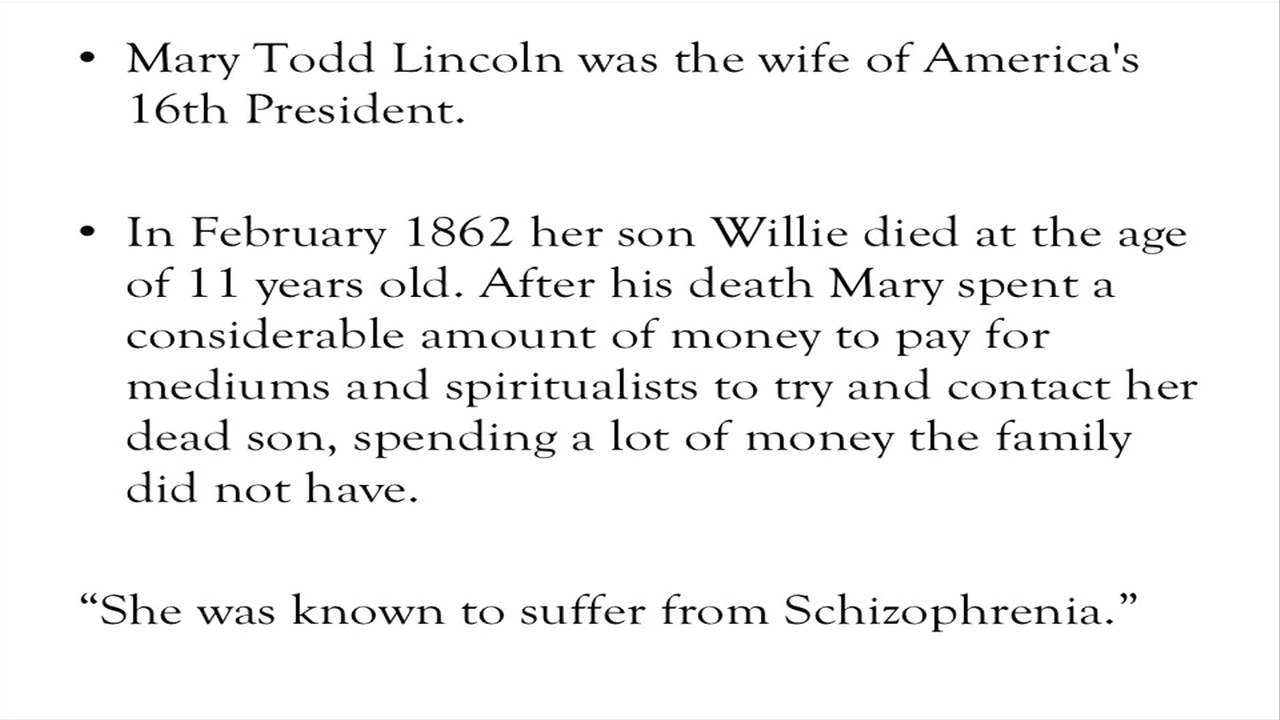 • Mary Todd Lincoln was the wife of America's
16th President.
• In February 1862 her son Willie died at the age
of 11 years old. After his death Mary spent a
considerable amount of money to pay for
mediums and spiritualists to try and contact her
dead son, spending a lot of money the family
did not have.
“She was known to suffer from Schizophrenia.”